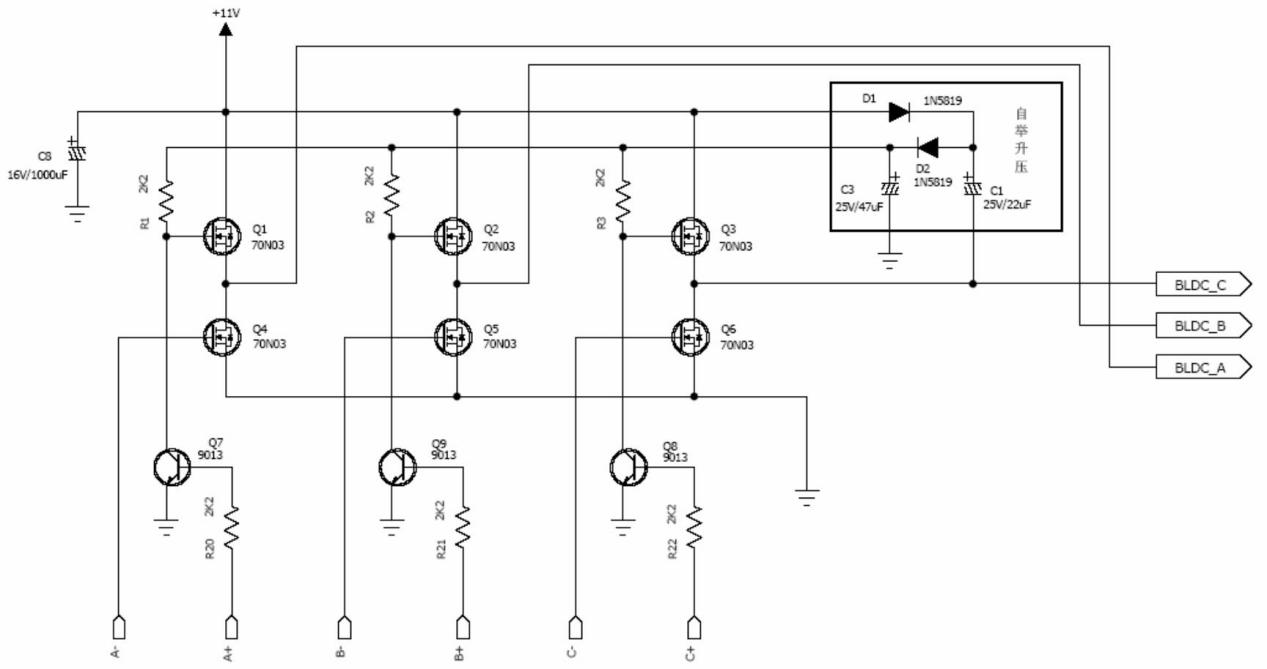 +11V
D1
1N5819
自
举
升
压
C8
16V/1000uF
2K2
R1
2K2
R2
2K2
R3
D2
1N5819
C3
25V/47uF
C1
25V/22uF
Q1
70N03
Q2
70N03
Q3
70N03
BLDC_C
Q4
70N03
Q5
70N03
Q6
70N03
BLDC_B
BLDC_A
Q7
9013
Q9
9013
Q8
9013
2K2
R20
2K2
R21
2K2
R22
A-
A+
B-
B+
C-
C+